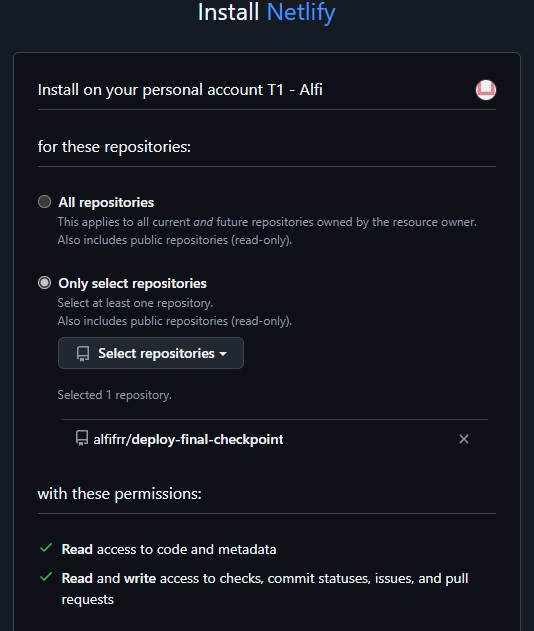 Install Netlify
Install on your personal account T1 - Alfi
for these repositories:
All repositories
This applies to all current and future repositories owned by the resource owner.
Also includes public repositories (read-only).
Only select repositories
Select at least one repository.
Also includes public repositories (read-only).
Select repositories
Selected 1 repository.
alfifrr/deploy-final-checkpoint
with these permissions:
Read access to code and metadata
Read and write access to checks, commit statuses, issues, and pull
requests